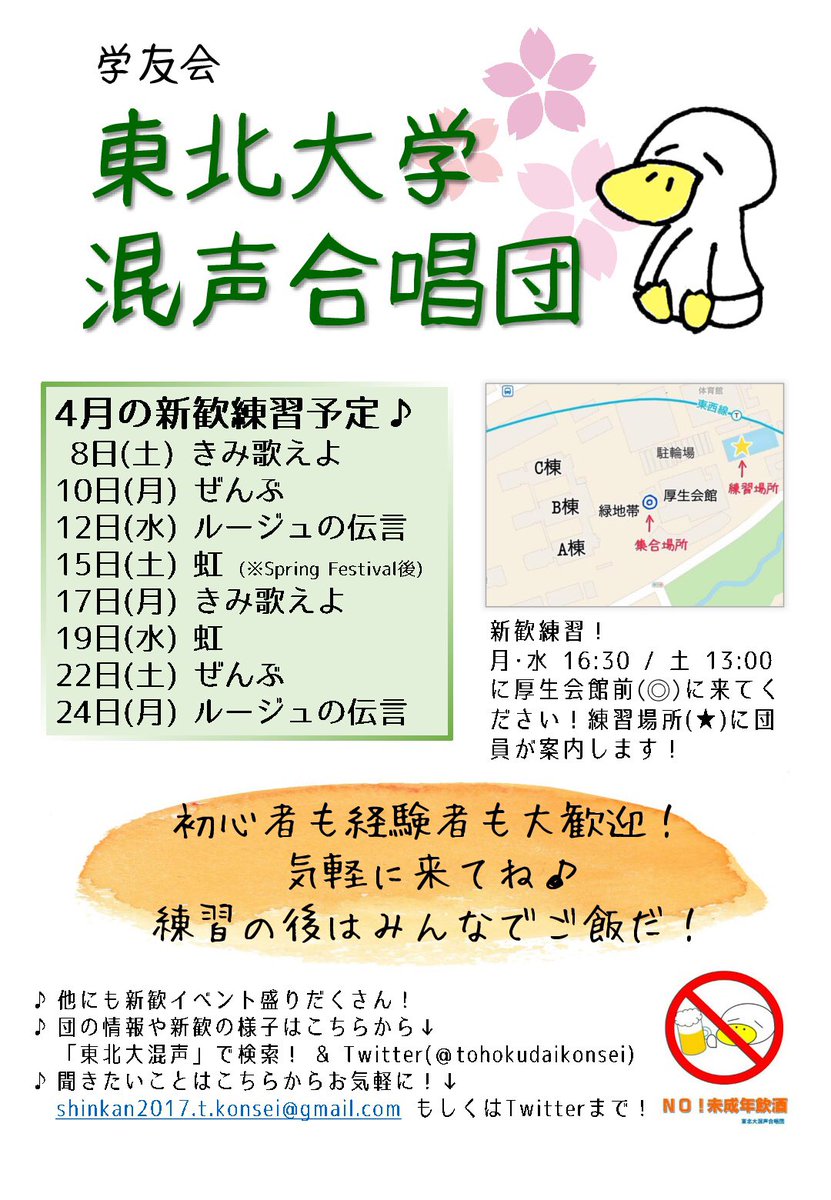 学友会
東北大学
混声合唱団
4月の新歓練習予定♪
8日(土) きみ歌えよ
10日(月) ぜんぶ
12日(水) ルージュの伝言
15日(土) 虹 (※Spring Festival後)
17日(月) きみ歌えよ
19日(水) 虹
22日(土) ぜんぶ
24日(月) ルージュの伝言
体育館
東西線
T
駐輪場
練習場所
C棟
B棟
A棟
緑地帯
厚生会館
集合場所
新歓練習！
月・水 16:30 / 土 13:00
に厚生会館前(◎)に来てく
ださい！練習場所(★)に団
員が案内します！
初心者も経験者も大歓迎！
気軽に来てね♪
練習の後はみんなでご飯だ！
♪ 他にも新歓イベント盛りだくさん！
♪ 団の情報や新歓の様子はこちらから↓
「東北大混声」で検索！ & Twitter(@tohokudaikonsei)
♪ 聞きたいことはこちらからお気軽に！↓
shinkan2017.t.konsei@gmail.com もしくはTwitterまで！
NO！未成年飲酒
東北大混声合唱団